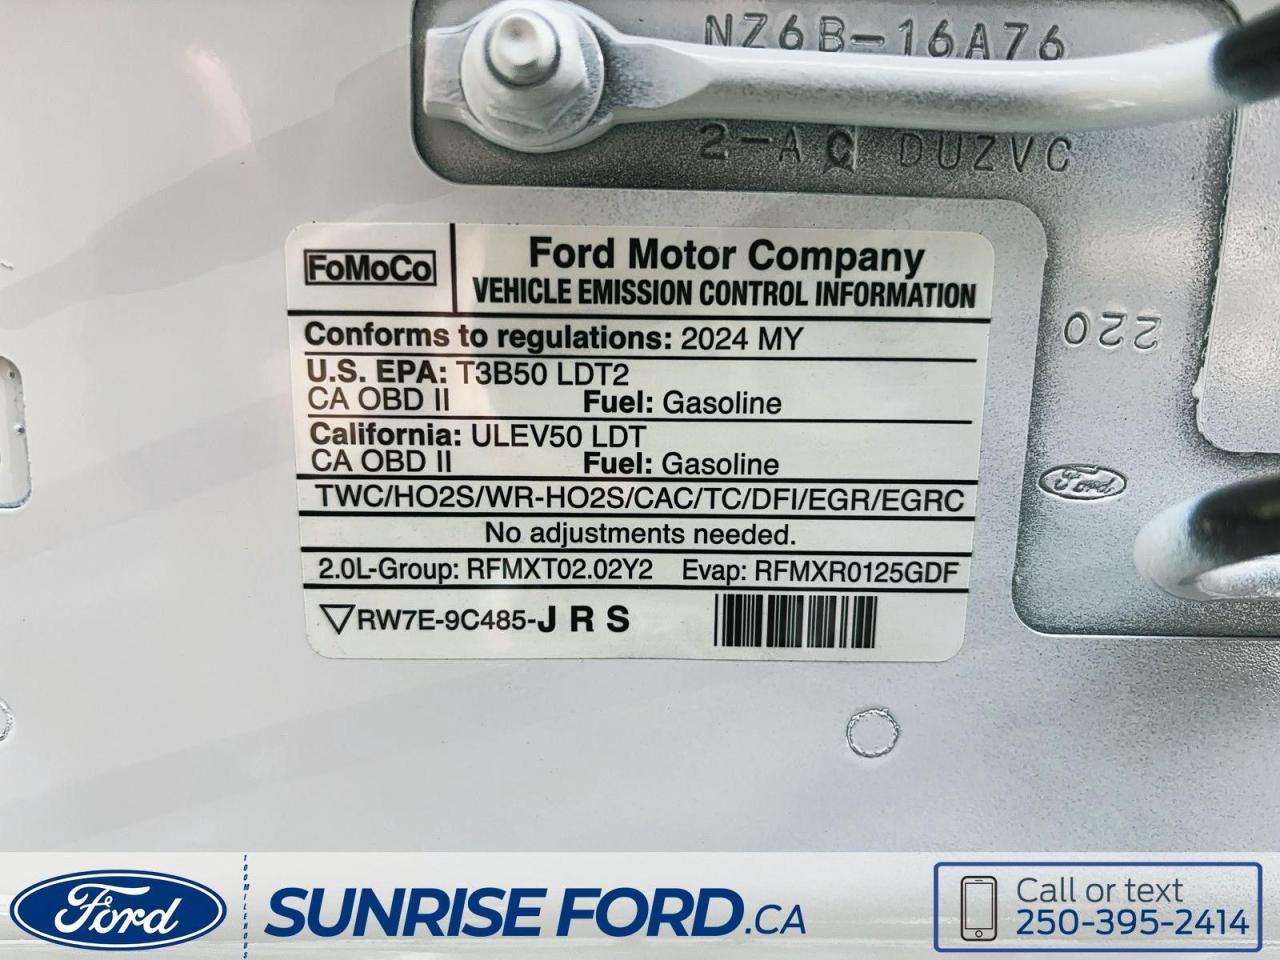 NZ6B-16A76
2-AC DUZVC
FoMoCo
Ford Motor Company
VEHICLE EMISSION CONTROL INFORMATION
Conforms to regulations: 2024 MY
U.S. EPA: T3B50 LDT2
CA OBD II Fuel: Gasoline
California: ULEV50 LDT
CA OBD II Fuel: Gasoline
TWC/HO2S/WR-HO2S/CAC/TC/DFI/EGR/EGRC
No adjustments needed.
2.0L-Group: RFMXT02.02Y2 Evap: RFMXR0125GDF
RW7E-9C485-J R S
220
Ford
Ford
100MILEHOUSE
SUNRISE FORD.CA
Call or text
250-395-2414